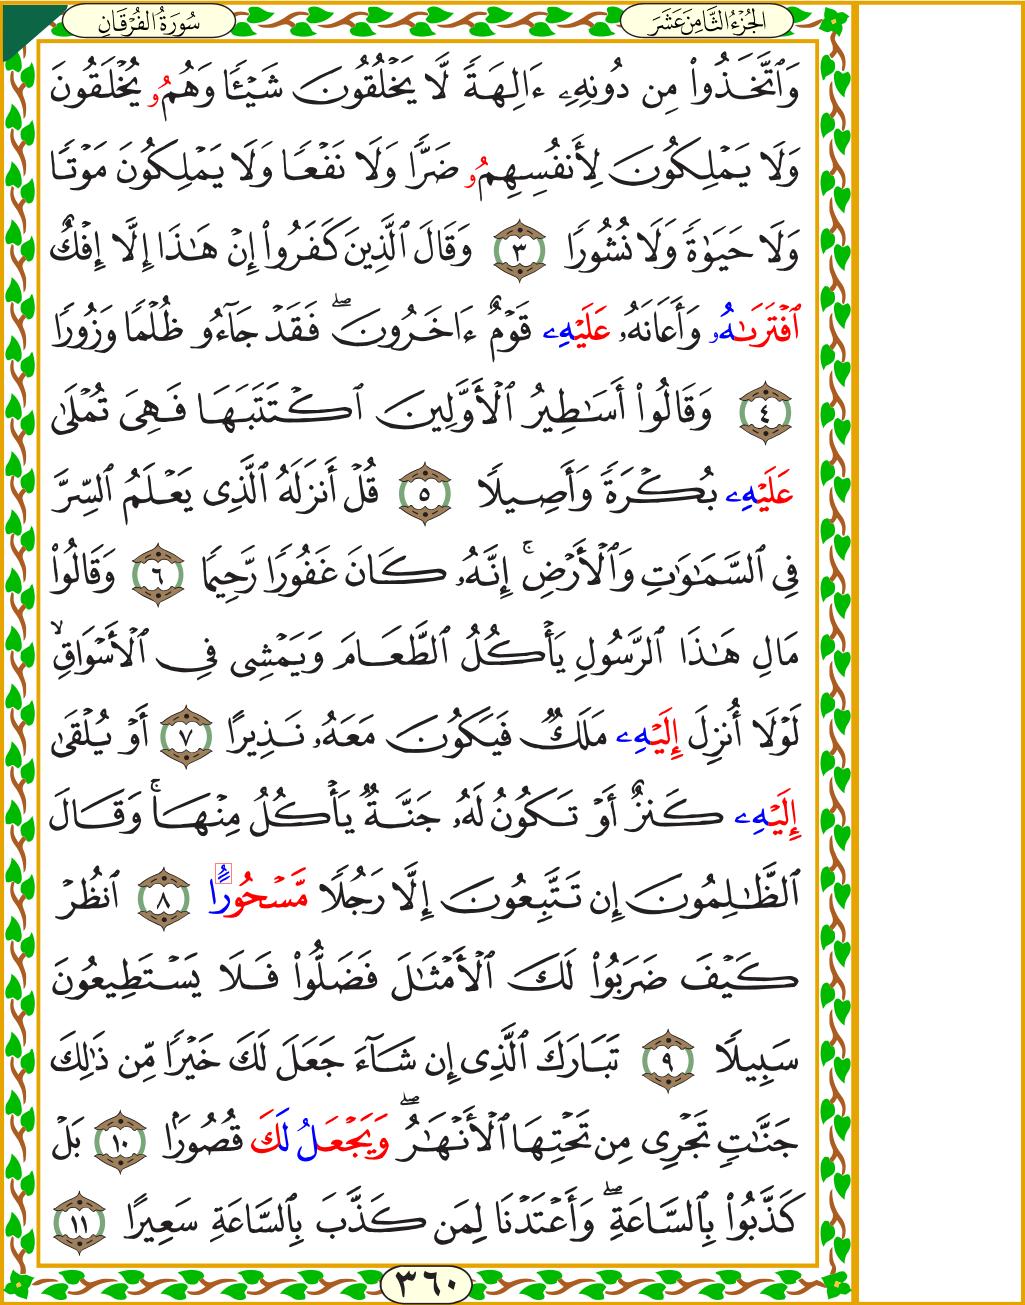 الجُزْءُ الثَّامِنَ عَشَرَ
سُورَةُ الفُرْقَانِ
وَٱتَّخَذُواْ مِن دُونِهِۦ ءَالِهَةٗ لَّا يَخْلُقُونَ شَيْـٔٗا وَهُمُو يُخْلَقُونَ
وَلَا يَمْلِكُونَ لِأَنفُسِهِمُو ضَرّٗا وَلَا نَفْعٗا وَلَا يَمْلِكُونَ مَوْتٗا
وَلَا حَيَوٰةٗ وَلَا نُشُورٗا ٣ وَقَالَ ٱلَّذِينَ كَفَرُواْ إِنْ هَٰذَا إِلَّا إِفْكٌ
ٱفْتَرَىٰهُۥ وَأَعَانَهُۥ عَلَيْهِۦ قَوْمٌ ءَاخَرُونَۖ فَقَدْ جَآءُو ظُلْمٗا وَزُورٗا
٤ وَقَالُواْ أَسَٰطِيرُ ٱلْأَوَّلِينَ ٱكْتَتَبَهَا فَهِىَ تُمْلَىٰ
عَلَيْهِۦ بُكْرَةٗ وَأَصِيلٗا ٥ قُلْ أَنزَلَهُ ٱلَّذِى يَعْلَمُ ٱلسِّرَّ
فِى ٱلسَّمَٰوَٰتِ وَٱلْأَرْضِۚ إِنَّهُۥ كَانَ غَفُورٗا رَّحِيمٗا ٦ وَقَالُواْ
مَالِ هَٰذَا ٱلرَّسُولِ يَأْكُلُ ٱلطَّعَامَ وَيَمْشِى فِى ٱلْأَسْوَاقِۙ
لَوْلَا أُنزِلَ إِلَيْهِۦ مَلَكٌ فَيَكُونَ مَعَهُۥ نَذِيرًا ٧ أَوْ يُلْقَىٰ
إِلَيْهِۦ كَنزٌ أَوْ تَكُونُ لَهُۥ جَنَّةٌ يَأْكُلُ مِنْهَاۚ وَقَالَ
ٱلظَّٰلِمُونَ إِن تَتَّبِعُونَ إِلَّا رَجُلٗا مَّسْحُورًا ٨ ٱنظُرْ
كَيْفَ ضَرَبُواْ لَكَ ٱلْأَمْثَٰلَ فَضَلُّواْ فَلَا يَسْتَطِيعُونَ
سَبِيلٗا ٩ تَبَارَكَ ٱلَّذِى إِن شَآءَ جَعَلَ لَكَ خَيْرٗا مِّن ذَٰلِكَ
جَنَّٰتٖ تَجْرِى مِن تَحْتِهَا ٱلْأَنْهَٰرُۖ وَيَجْعَلُ لَكَ قُصُورَۢا ١٠ بَلْ
كَذَّبُواْ بِٱلسَّاعَةِۖ وَأَعْتَدْنَا لِمَن كَذَّبَ بِٱلسَّاعَةِ سَعِيرًا ١١
٣٦٠